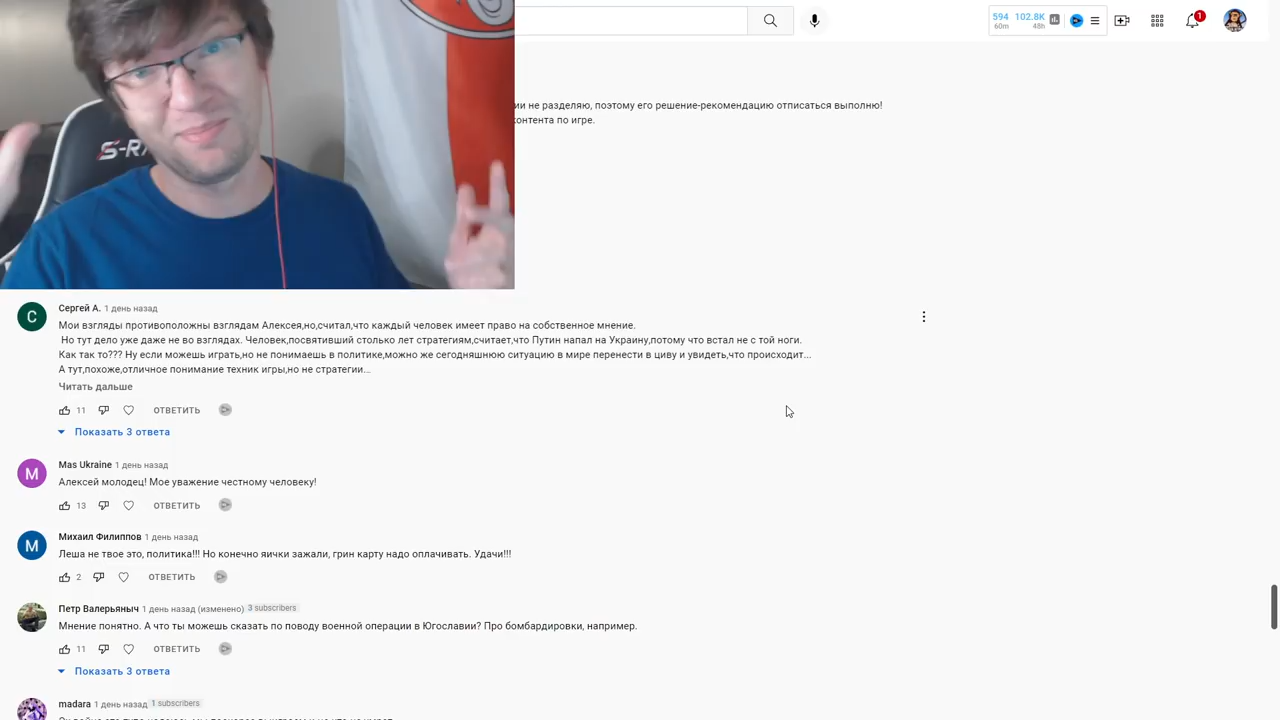 594 102.8K
60m 48h
1
S-RA
ии не разделяю, поэтому его решение-рекомендацию отписаться выполню!
контента по игре.
С
Сергей А. 1 день назад
Мои взгляды противоположны взглядам Алексея,но,считал,что каждый человек имеет право на собственное мнение.
Но тут дело уже даже не во взглядах. Человек,посвятивший столько лет стратегиям,считает,что Путин напал на Украину,потому что встал не с той ноги.
Как так то??? Ну если можешь играть,но не понимаешь в политике,можно же сегодняшнюю ситуацию в мире перенести в циву и увидеть,что происходит...
А тут,похоже,отличное понимание техник игры,но не стратегии...
Читать дальше
11 ОТВЕТИТЬ
Показать 3 ответа
M
Mas Ukraine 1 день назад
Алексей молодец! Мое уважение честному человеку!
13 ОТВЕТИТЬ
М
Михаил Филиппов 1 день назад
Леша не твое это, политика!!! Но конечно яички зажали, грин карту надо оплачивать. Удачи!!!
2 ОТВЕТИТЬ
Петр Валерьяныч 1 день назад (изменено) 3 subscribers
Мнение понятно. А что ты можешь сказать по поводу военной операции в Югославии? Про бомбардировки, например.
11 ОТВЕТИТЬ
Показать 3 ответа
madara 1 день назад 1 subscribers